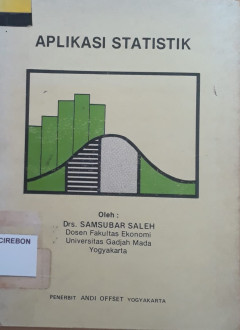 APLIKASI STATISTIK
Oleh :
Drs. SAMSUBAR SALEH
Dosen Fakultas Ekonomi
Universitas Gadjah Mada
Yogyakarta
CIREBON
PENERBIT ANDI OFFSET YOGYAKARTA